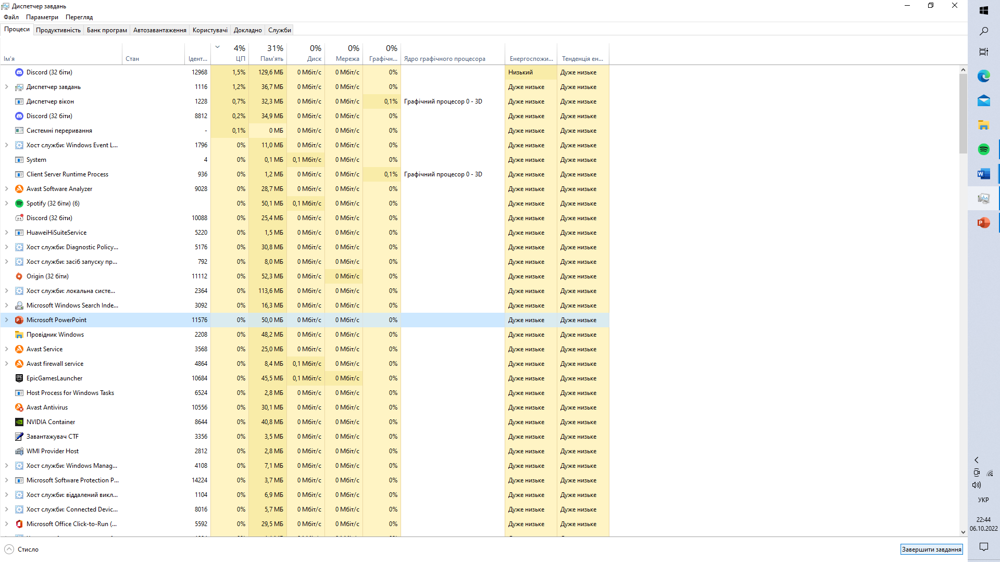 Диспетчер завдань
Файл Параметри Перегляд
Процеси Продуктивність Банк програм Автозавантаження Користувачі Докладно Служби
4% 31% 0% 0% 0%
Ім'я Стан Ідент... ЦП Пам'ять Диск Мережа Графічн... Ядро графічного процесора Енергоспожи... Тенденція ен...
Discord (32 біти) 12968 1,5% 129,6 МБ 0 Мбіт/с 0 Мбіт/с 0% Низький Дуже низьке
Диспетчер завдань 1116 1,2% 36,7 МБ 0 Мбіт/с 0 Мбіт/с 0% Дуже низьке Дуже низьке
Диспетчер вікон 1228 0,7% 32,3 МБ 0 Мбіт/с 0 Мбіт/с 0,1% Графічний процесор 0 - 3D Дуже низьке Дуже низьке
Discord (32 біти) 8812 0,2% 34,9 МБ 0 Мбіт/с 0 Мбіт/с 0% Дуже низьке Дуже низьке
Системні переривання - 0,1% 0 МБ 0 Мбіт/с 0 Мбіт/с 0% Дуже низьке Дуже низьке
Хост служби: Windows Event L... 1796 0% 11,0 МБ 0 Мбіт/с 0 Мбіт/с 0% Дуже низьке Дуже низьке
System 4 0% 0,1 МБ 0,1 Мбіт/с 0 Мбіт/с 0% Дуже низьке Дуже низьке
Client Server Runtime Process 936 0% 1,2 МБ 0 Мбіт/с 0 Мбіт/с 0,1% Графічний процесор 0 - 3D Дуже низьке Дуже низьке
Avast Software Analyzer 9028 0% 28,7 МБ 0 Мбіт/с 0 Мбіт/с 0% Дуже низьке Дуже низьке
Spotify (32 біти) (6) 0% 50,1 МБ 0,1 Мбіт/с 0 Мбіт/с 0% Дуже низьке Дуже низьке
Discord (32 біти) 10088 0% 25,4 МБ 0 Мбіт/с 0 Мбіт/с 0% Дуже низьке Дуже низьке
HuaweiHiSuiteService 5220 0% 1,5 МБ 0 Мбіт/с 0 Мбіт/с 0% Дуже низьке Дуже низьке
Хост служби: Diagnostic Policy... 5176 0% 30,8 МБ 0 Мбіт/с 0 Мбіт/с 0% Дуже низьке Дуже низьке
Хост служби: засіб запуску пр... 792 0% 8,0 МБ 0 Мбіт/с 0 Мбіт/с 0% Дуже низьке Дуже низьке
Origin (32 біти) 11112 0% 52,3 МБ 0 Мбіт/с 0 Мбіт/с 0% Дуже низьке Дуже низьке
Хост служби: локальна систе... 2364 0% 113,6 МБ 0 Мбіт/с 0 Мбіт/с 0% Дуже низьке Дуже низьке
Microsoft Windows Search Inde... 3092 0% 16,3 МБ 0 Мбіт/с 0 Мбіт/с 0% Дуже низьке Дуже низьке
Microsoft PowerPoint 11576 0% 50,0 МБ 0 Мбіт/с 0 Мбіт/с 0% Дуже низьке Дуже низьке
Провідник Windows 2208 0% 48,2 МБ 0 Мбіт/с 0 Мбіт/с 0% Дуже низьке Дуже низьке
Avast Service 3568 0% 25,0 МБ 0 Мбіт/с 0 Мбіт/с 0% Дуже низьке Дуже низьке
Avast firewall service 4864 0% 8,4 МБ 0,1 Мбіт/с 0 Мбіт/с 0% Дуже низьке Дуже низьке
EpicGamesLauncher 10684 0% 45,5 МБ 0,1 Мбіт/с 0 Мбіт/с 0% Дуже низьке Дуже низьке
Host Process for Windows Tasks 6524 0% 2,8 МБ 0 Мбіт/с 0 Мбіт/с 0% Дуже низьке Дуже низьке
Avast Antivirus 10556 0% 30,1 МБ 0 Мбіт/с 0 Мбіт/с 0% Дуже низьке Дуже низьке
NVIDIA Container 8644 0% 40,8 МБ 0 Мбіт/с 0 Мбіт/с 0% Дуже низьке Дуже низьке
Завантажувач CTF 3356 0% 3,5 МБ 0 Мбіт/с 0 Мбіт/с 0% Дуже низьке Дуже низьке
WMI Provider Host 2812 0% 2,8 МБ 0 Мбіт/с 0 Мбіт/с 0% Дуже низьке Дуже низьке
Хост служби: Windows Manag... 4108 0% 7,1 МБ 0 Мбіт/с 0 Мбіт/с 0% Дуже низьке Дуже низьке
Microsoft Software Protection P... 14224 0% 3,7 МБ 0 Мбіт/с 0 Мбіт/с 0% Дуже низьке Дуже низьке
Хост служби: віддалений викл... 1104 0% 6,9 МБ 0 Мбіт/с 0 Мбіт/с 0% Дуже низьке Дуже низьке
Хост служби: Connected Devic... 8016 0% 5,7 МБ 0 Мбіт/с 0 Мбіт/с 0% Дуже низьке Дуже низьке
Microsoft Office Click-to-Run (... 5592 0% 29,5 МБ 0 Мбіт/с 0 Мбіт/с 0% Дуже низьке Дуже низьке
Стисло
Завершити завдання
УКР
22:44
06.10.2022